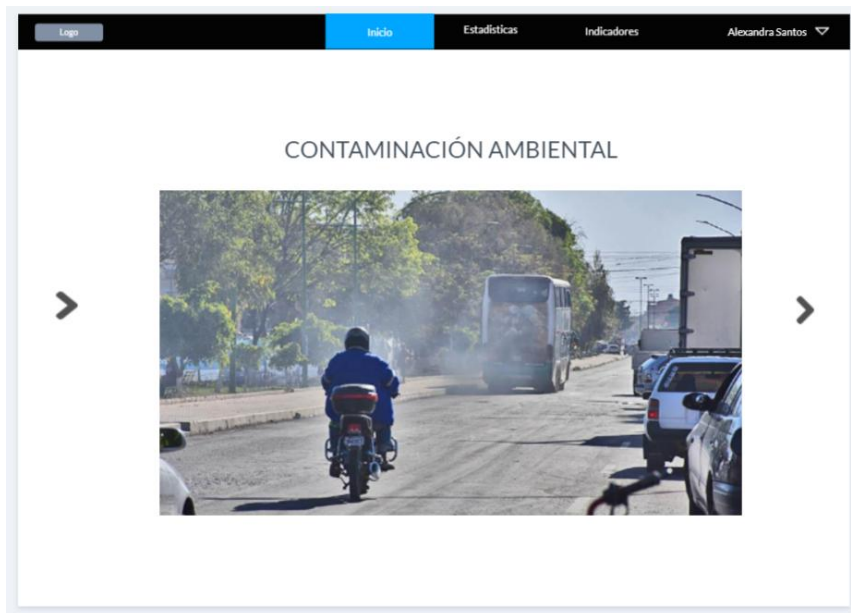 Logo
Inicio
Estadísticas
Indicadores
Alexandra Santos
CONTAMINACIÓN AMBIENTAL